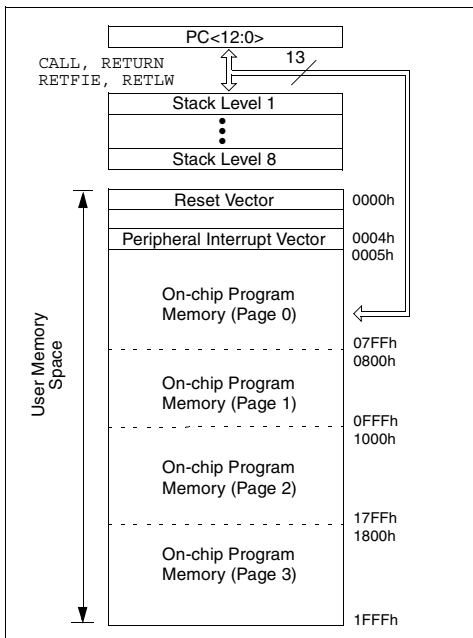 PC<12:0>
CALL, RETURN
RETFIE, RETLW
13
Stack Level 1
Stack Level 8
Reset Vector
0000h
Peripheral Interrupt Vector
0004h
0005h
On-chip Program
Memory (Page 0)
07FFh
0800h
On-chip Program
Memory (Page 1)
0FFFh
1000h
On-chip Program
Memory (Page 2)
17FFh
1800h
On-chip Program
Memory (Page 3)
1FFFh
User Memory
Space